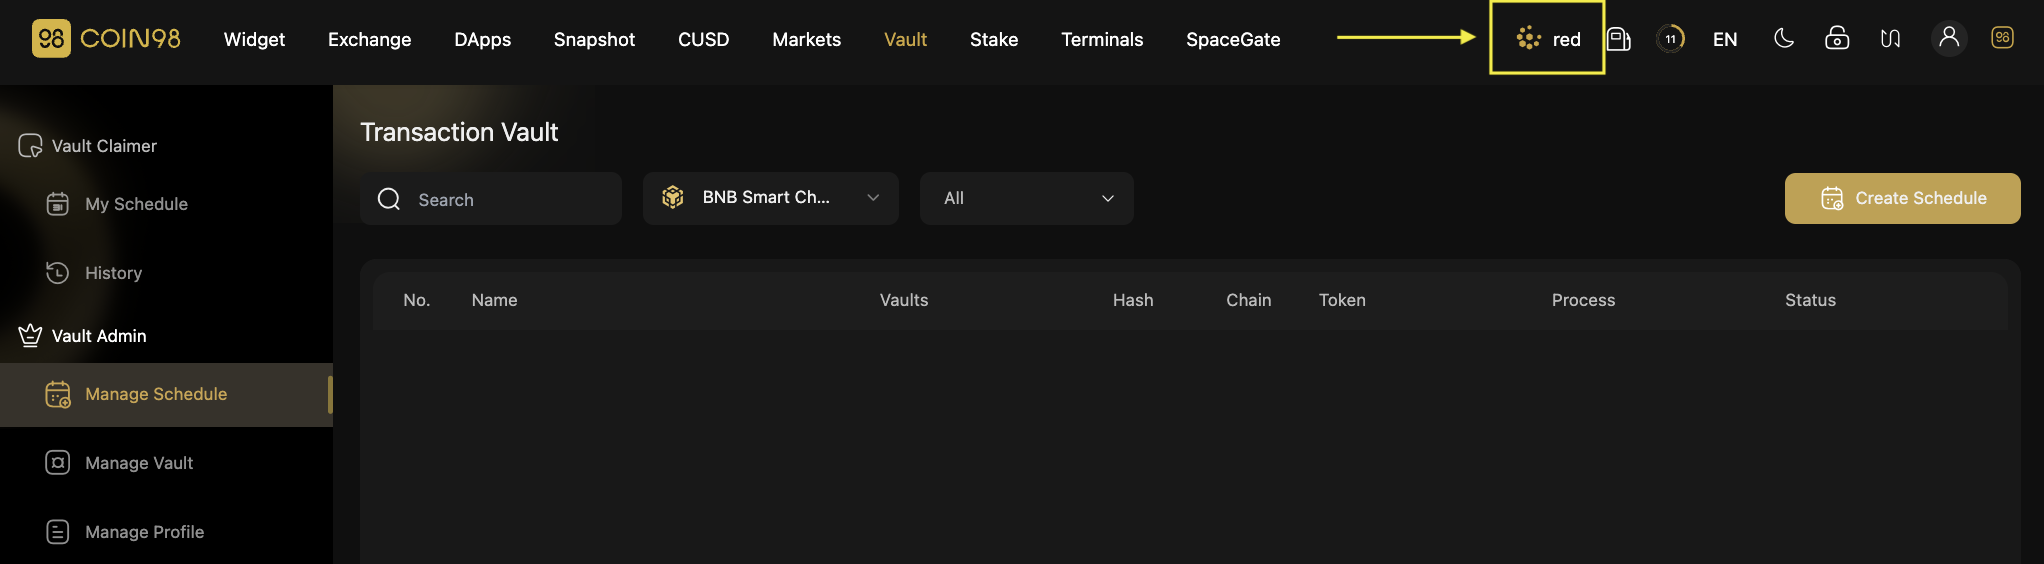 COIN98 Widget Exchange DApps Snapshot CUSD Markets Vault Stake Terminals SpaceGate red 11 EN
Vault Claimer
My Schedule
History
Vault Admin
Manage Schedule
Manage Vault
Manage Profile
Transaction Vault
Search BNB Smart Ch... All Create Schedule
No. Name Vaults Hash Chain Token Process Status